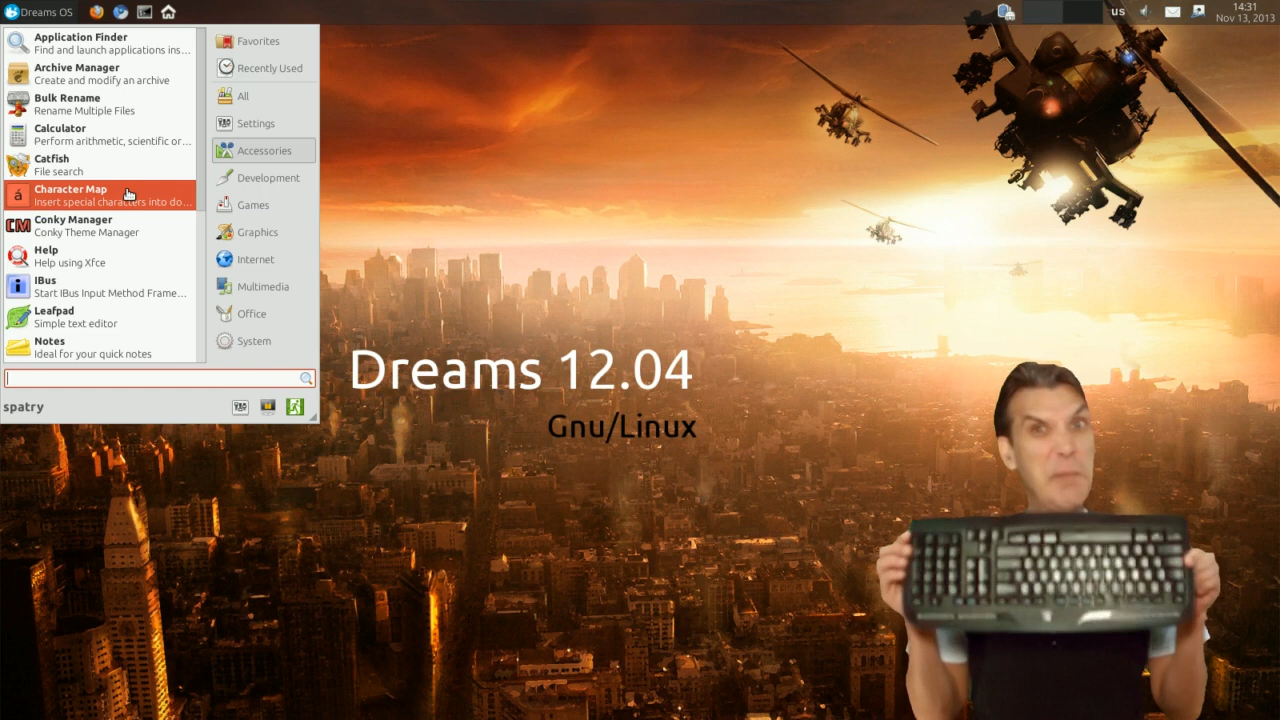 Dreams OS
us
14:31
Nov 13, 2013
Application Finder
Find and launch applications ins...
Archive Manager
Create and modify an archive
Bulk Rename
Rename Multiple Files
Calculator
Perform arithmetic, scientific or...
Catfish
File search
á
Character Map
Insert special characters into do...
CM
Conky Manager
Conky Theme Manager
Help
Help using Xfce
i
IBus
Start IBus Input Method Frame...
Leafpad
Simple text editor
Notes
Ideal for your quick notes
Favorites
Recently Used
All
Settings
Accessories
Development
Games
Graphics
Internet
Multimedia
Office
System
spatry
Dreams 12.04
Gnu/Linux